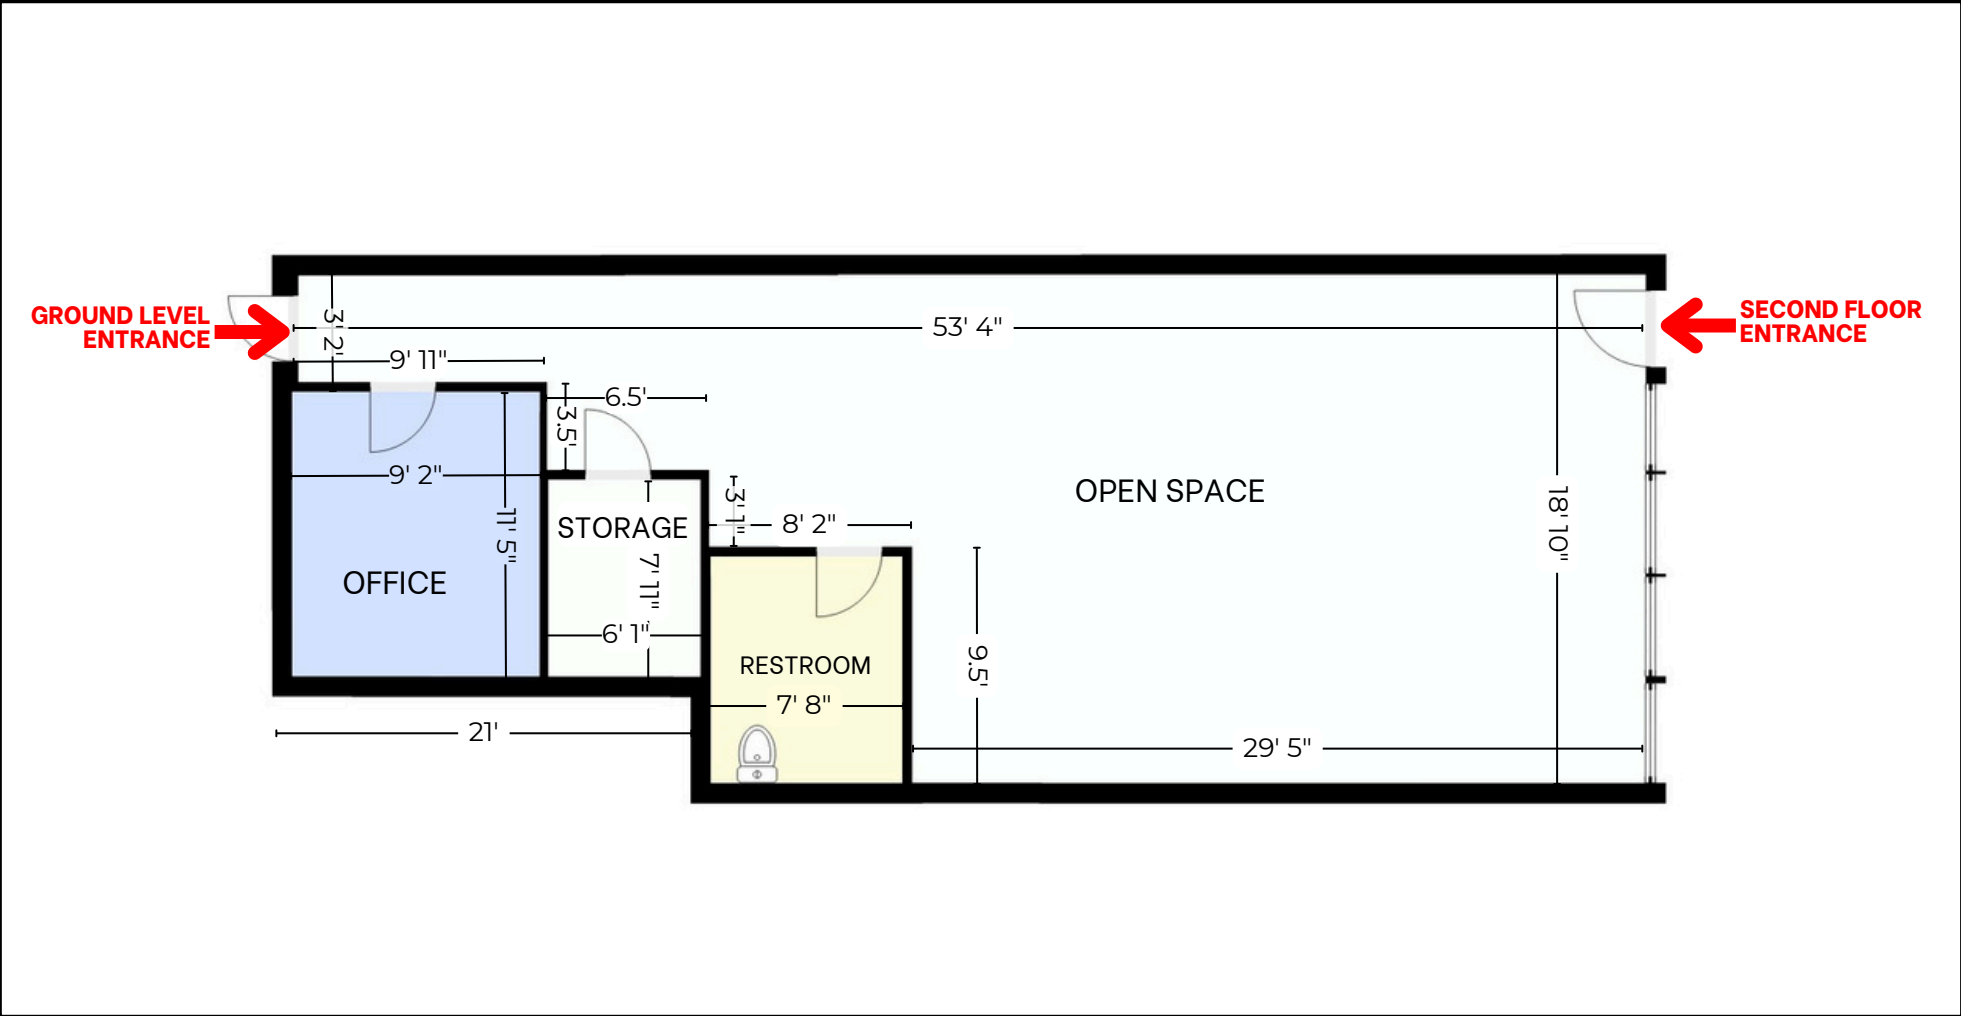 GROUND LEVEL
ENTRANCE
SECOND FLOOR
ENTRANCE
3' 2'
53' 4"
9' 11"
6.5'
3.5'
9' 2"
11' 5"
OFFICE
STORAGE
7' 11"
6' 1"
3' 1"
8' 2"
OPEN SPACE
18' 10"
RESTROOM
7' 8"
9.5'
21'
29' 5"